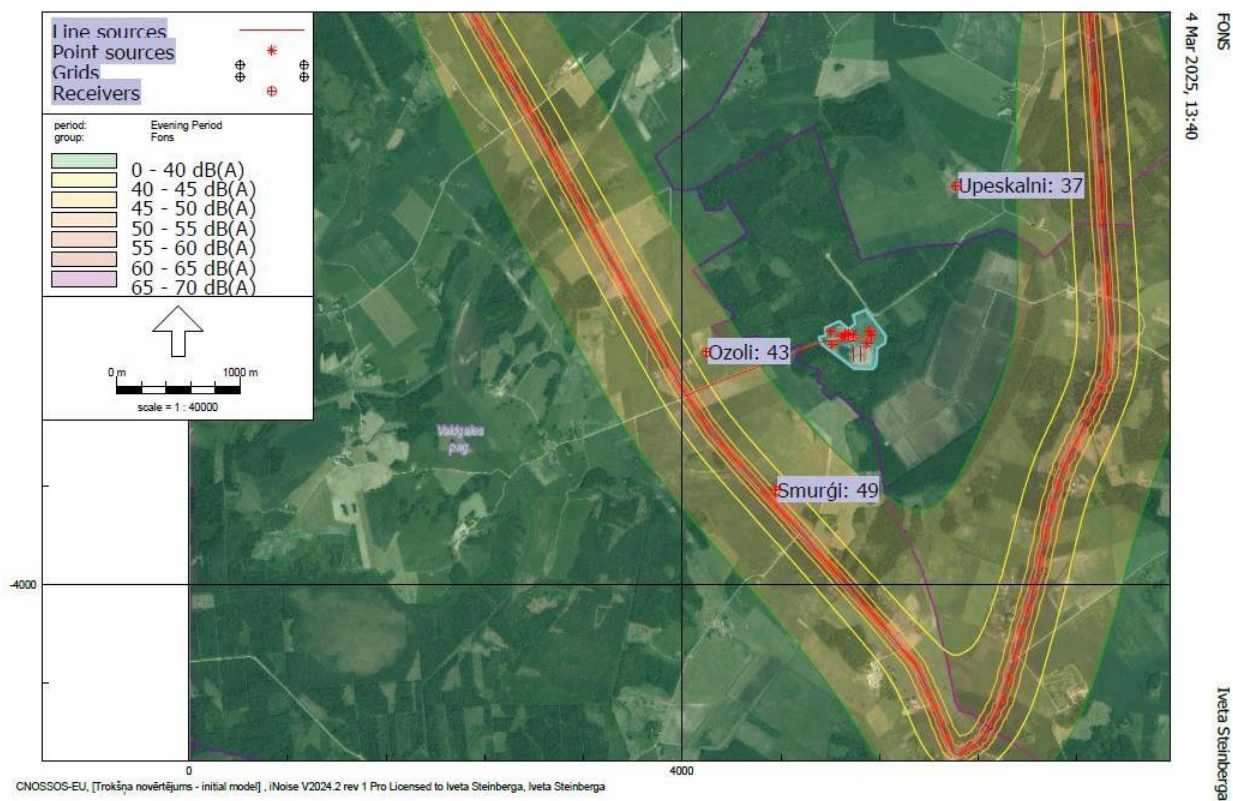 Line sources
Point sources
Grids
Receivers
period: Evening Period
group: Fons
0 - 40 dB(A)
40 - 45 dB(A)
45 - 50 dB(A)
50 - 55 dB(A)
55 - 60 dB(A)
60 - 65 dB(A)
65 - 70 dB(A)
0 m 1000 m
scale = 1 : 40000
Upeskalni: 37
Ozoli: 43
Valdgales
pag.
Smurģi: 49
-4000
0 4000
CNOSSOS-EU, [Trokšņa novērtējums - initial model] , iNoise V2024.2 rev 1 Pro Licensed to Iveta Steinberga, Iveta Steinberga
FONS
4 Mar 2025, 13:40
Iveta Steinberga